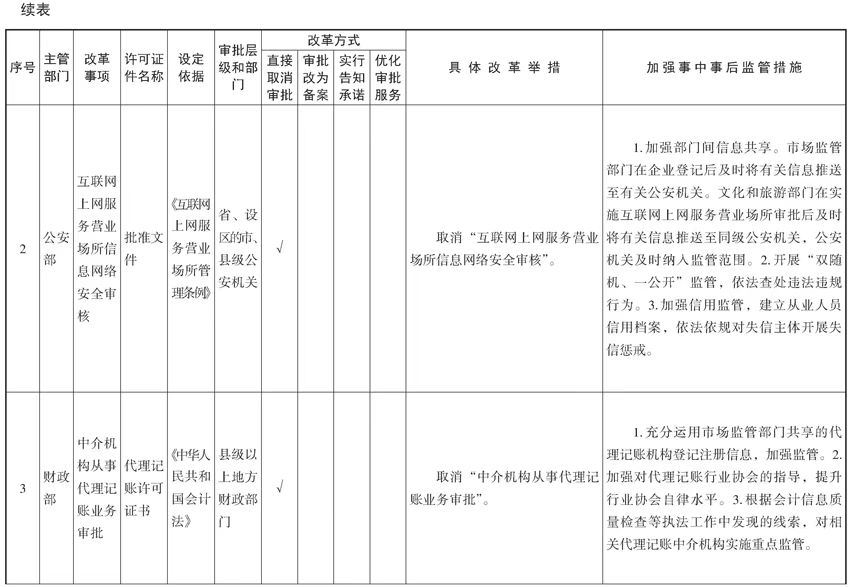 续表
序号
主管
部门
改革
事项
许可证
件名称
设定
依据
审批层
级和部
门
改革方式
直接
取消
审批
审批
改为
备案
实行
告知
承诺
优化
审批
服务
具体改革举措
加强事中事后监管措施
2
公安
部
互联网
上网服
务营业
场所信
息网络
安全审
核
批准文
件
《互联网
上网服
务营业
场所管
理条例》
省、设
区的市、
县级公
安机关
√
取消“互联网上网服务营业
场所信息网络安全审核”。
1.加强部门间信息共享。市场监管
部门在企业登记后及时将有关信息推送
至有关公安机关。文化和旅游部门在实
施互联网上网服务营业场所审批后及时
将有关信息推送至同级公安机关，公安
机关及时纳入监管范围。2.开展“双随
机、一公开”监管，依法查处违法违规
行为。3.加强信用监管，建立从业人员
信用档案，依法依规对失信主体开展失
信惩戒。
3
财政
部
中介机
构从事
代理记
账业务
审批
代理记
账许可
证书
《中华人
民共和
国会计
法》
县级以
上地方
财政部
门
√
取消“中介机构从事代理记
账业务审批”。
1.充分运用市场监管部门共享的代
理记账机构登记注册信息，加强监管。2.
加强对代理记账行业协会的指导，提升
行业协会自律水平。3.根据会计信息质
量检查等执法工作中发现的线索，对相
关代理记账中介机构实施重点监管。